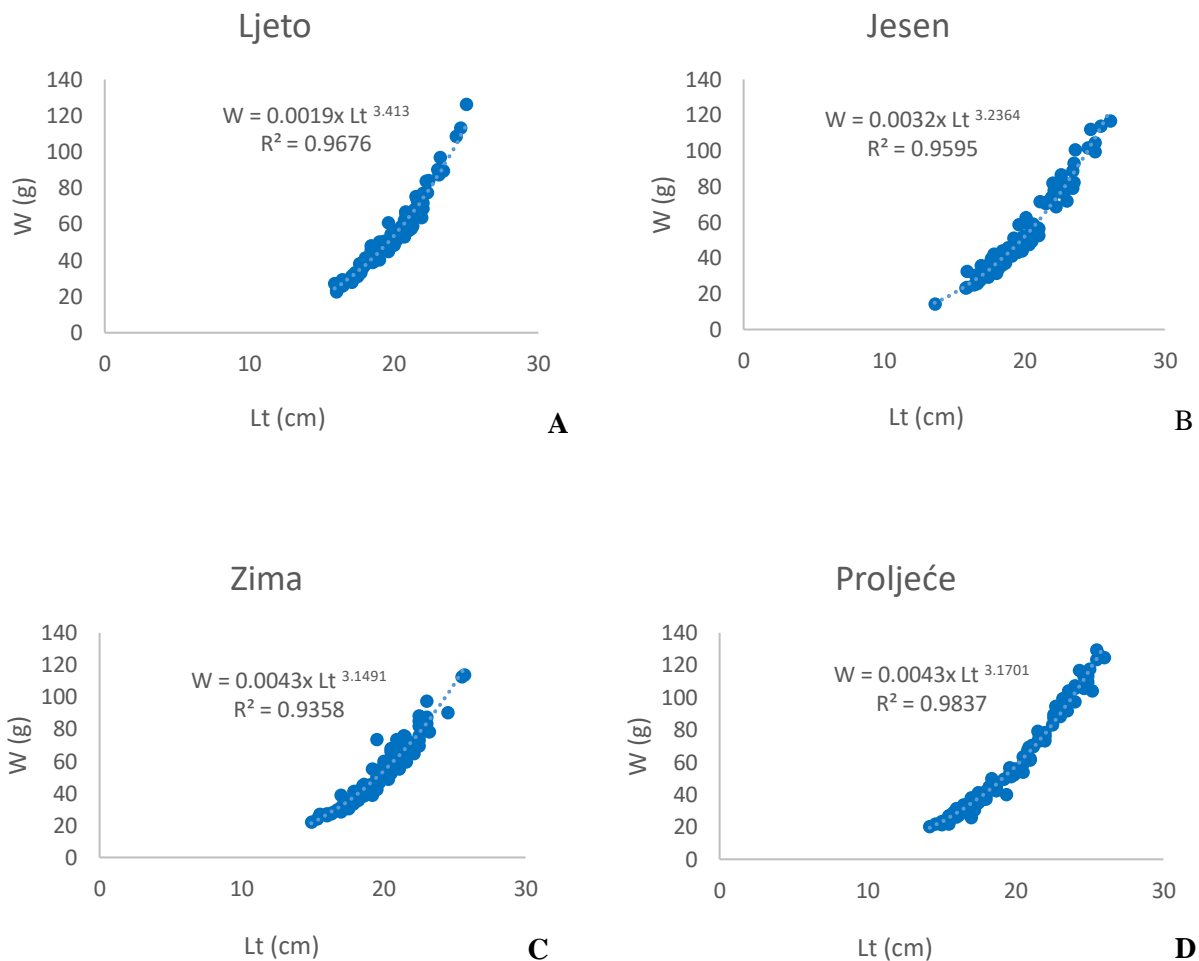 Ljeto
W = 0.0019x Lt 3.413
R² = 0.9676
W (g)
140
120
100
80
60
40
20
0
0 10 20 30
Lt (cm)
A
Jesen
W = 0.0032x Lt 3.2364
R² = 0.9595
W (g)
140
120
100
80
60
40
20
0
0 10 20 30
Lt (cm)
B
Zima
W = 0.0043x Lt 3.1491
R² = 0.9358
W (g)
140
120
100
80
60
40
20
0
0 10 20 30
Lt (cm)
C
Proljeće
W = 0.0043x Lt 3.1701
R² = 0.9837
W (g)
140
120
100
80
60
40
20
0
0 10 20 30
Lt (cm)
D